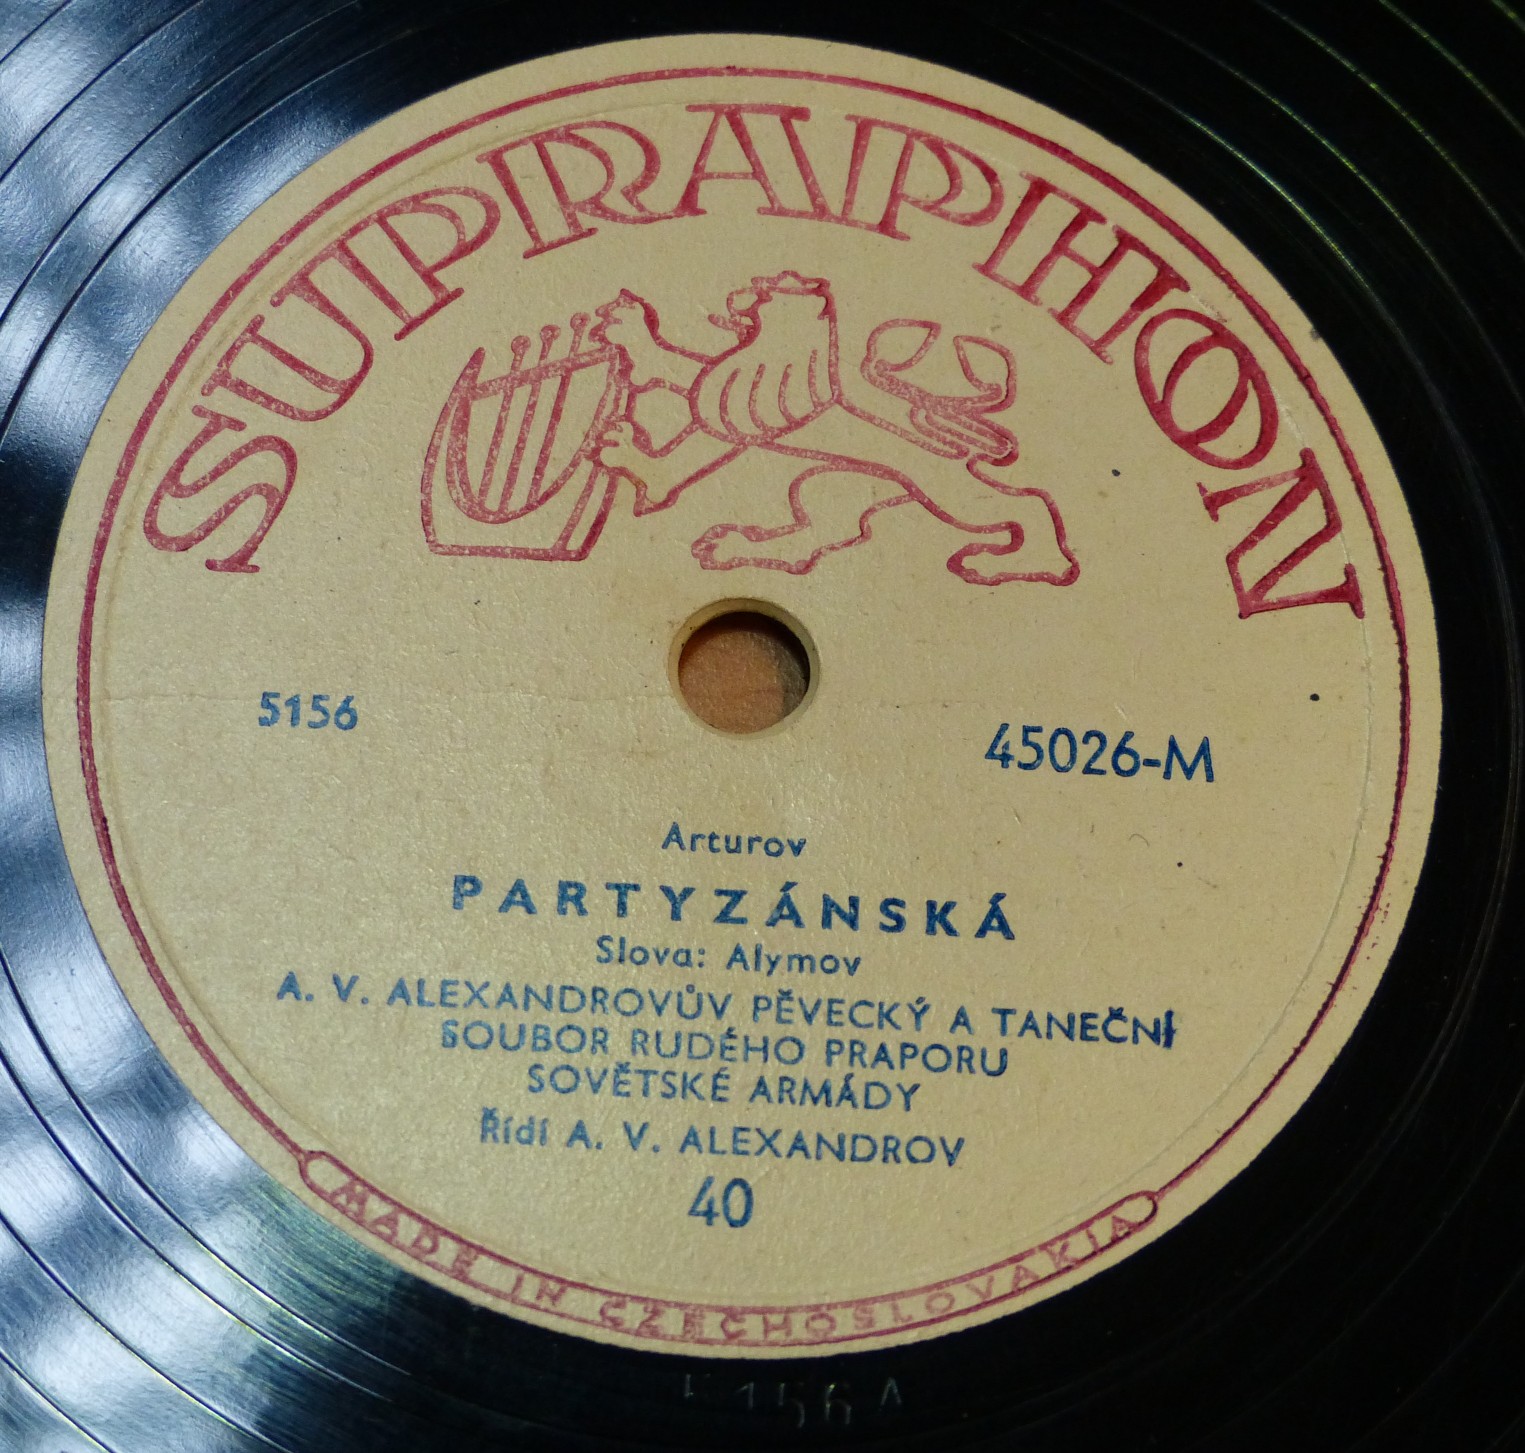 SUPRAPHON
5156
45026-M
Arturov
PARTYZÁNSKÁ
Slova: Alymov
A. V. ALEXANDROVŮV PĚVECKÝ A TANEČNÍ
SOUBOR RUDÉHO PRAPORU
SOVĚTSKÉ ARMÁDY
Řídí A. V. ALEXANDROV
40
MADE IN CZECHOSLOVAKIA